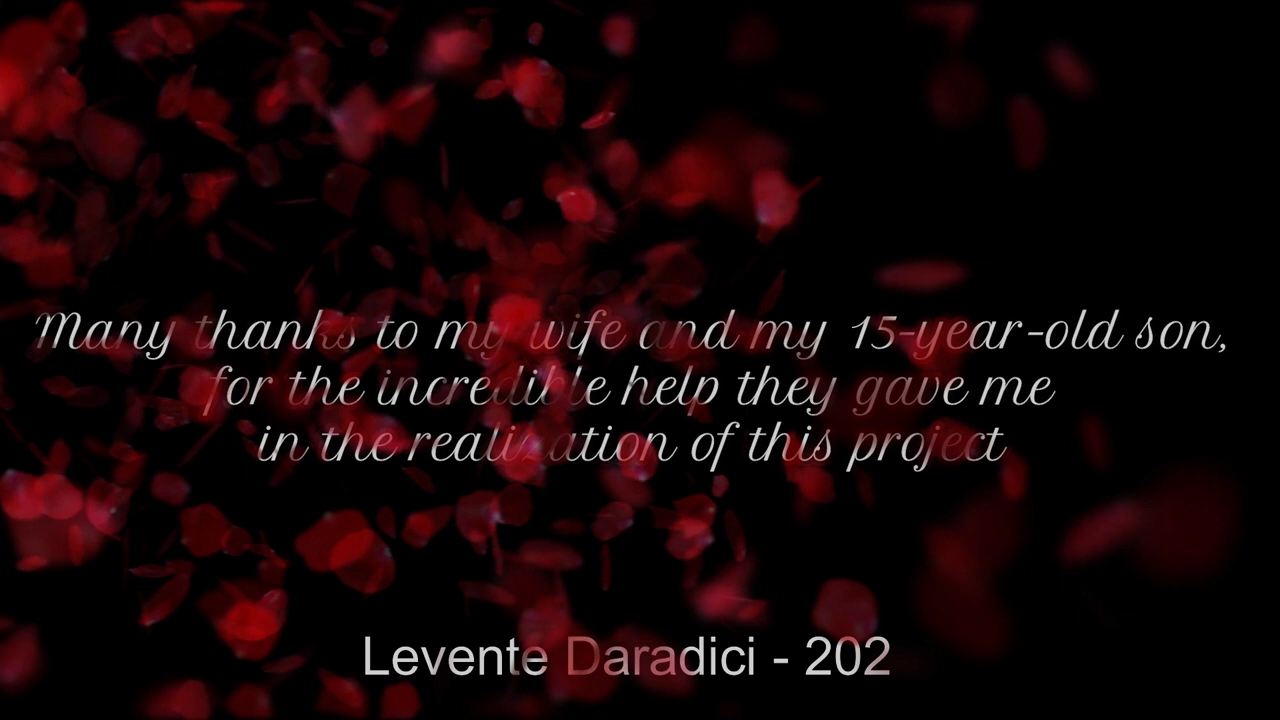 Many thanks to my wife and my 15-year-old son,
for the incredible help they gave me
in the realization of this project
Levente Daradici - 202